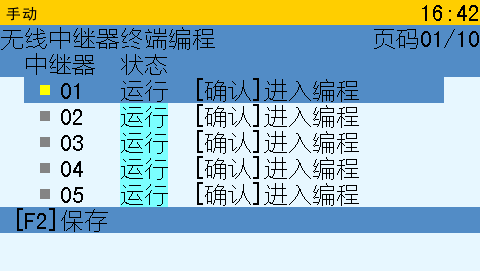 手动 16:42
无线中继器终端编程 页码01/10
中继器 状态
01 运行 [确认]进入编程
02 运行 [确认]进入编程
03 运行 [确认]进入编程
04 运行 [确认]进入编程
05 运行 [确认]进入编程
[F2]保存